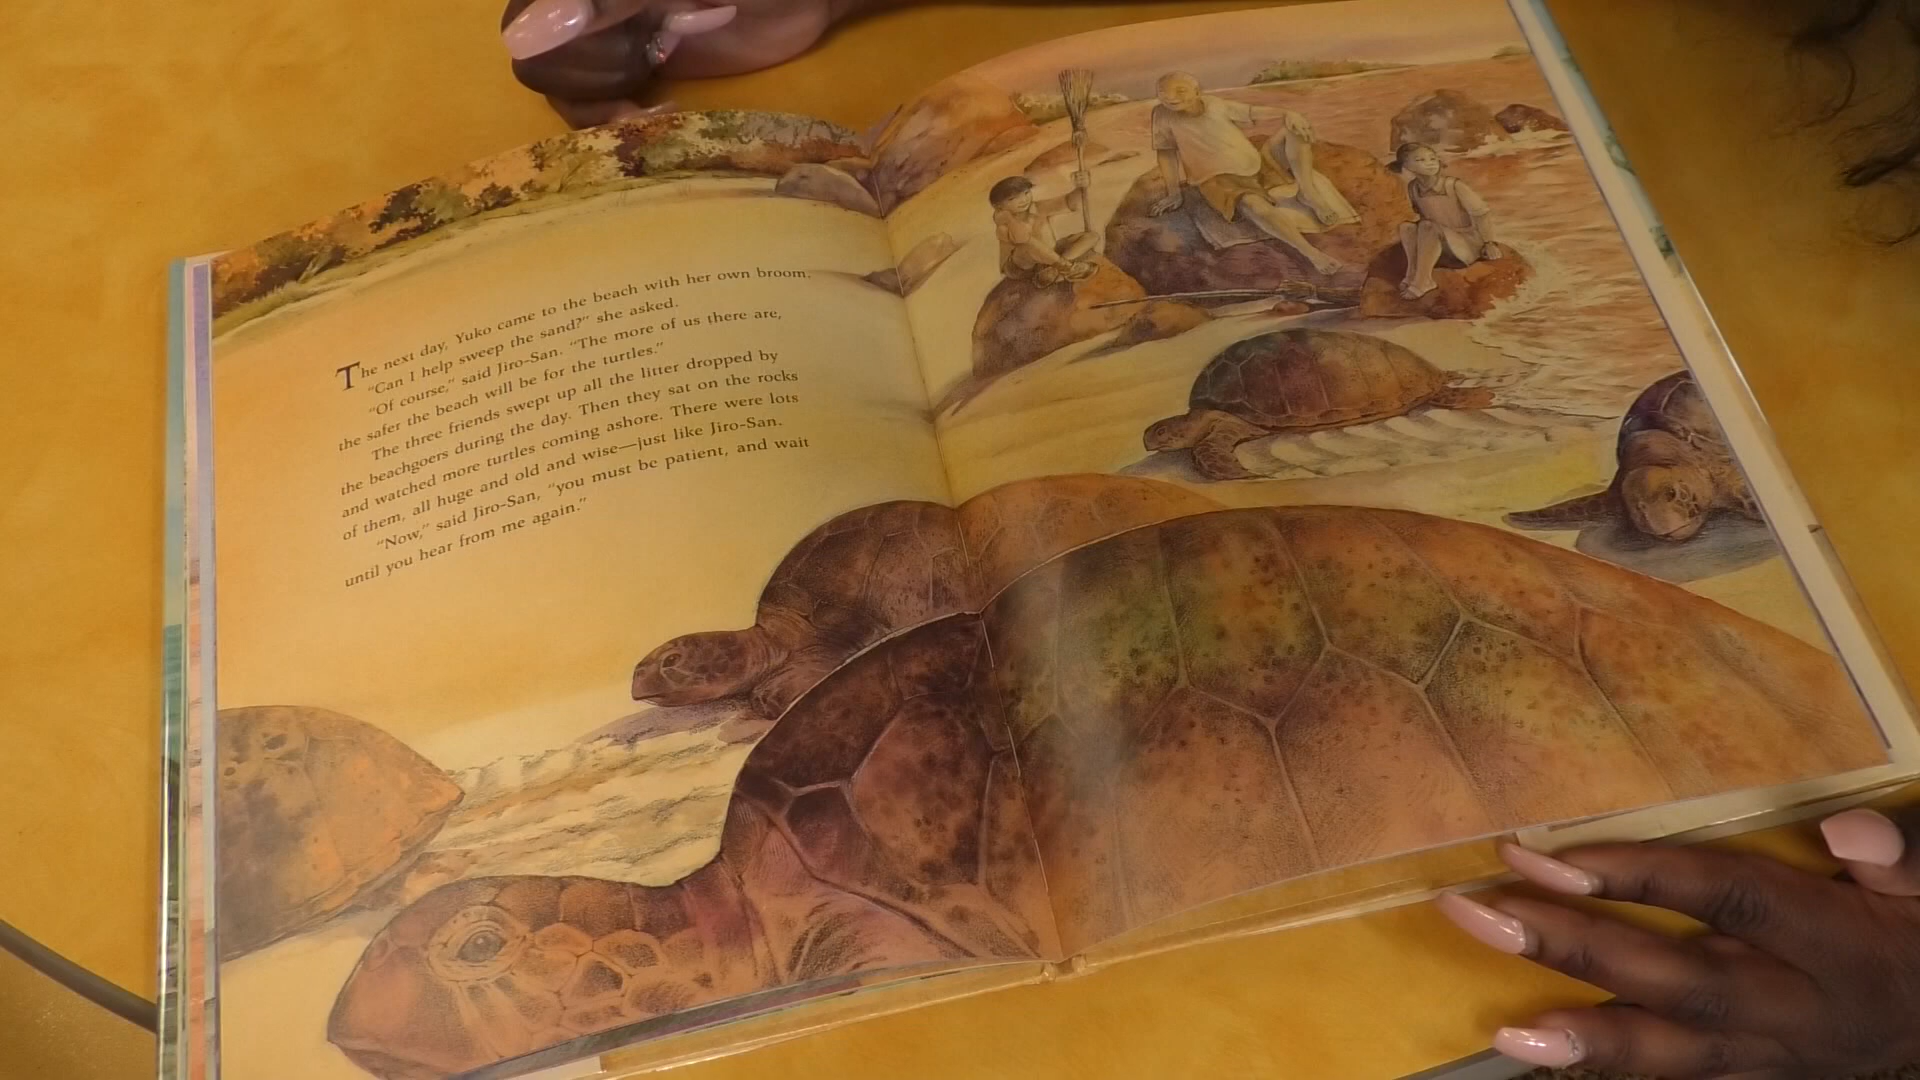 The next day, Yuko came to the beach with her own broom.
"Can I help sweep the sand?" she asked.
"Of course," said Jiro-San. "The more of us there are,
the safer the beach will be for the turtles."
The three friends swept up all the litter dropped by
the beachgoers during the day. Then they sat on the rocks
and watched more turtles coming ashore. There were lots
of them, all huge and old and wise—just like Jiro-San.
"Now," said Jiro-San, "you must be patient, and wait
until you hear from me again."